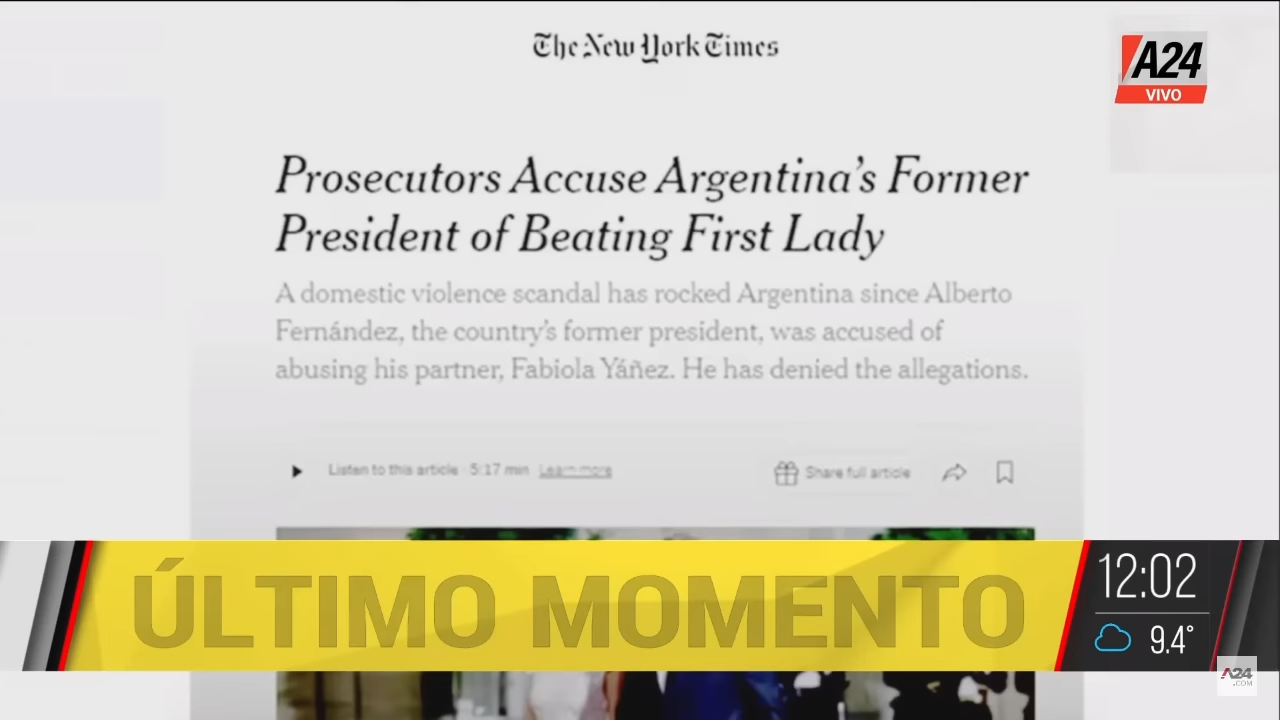 The New York Times
A24
VIVO
Prosecutors Accuse Argentina's Former
President of Beating First Lady
A domestic violence scandal has rocked Argentina since Alberto
Fernández, the country's former president, was accused of
abusing his partner, Fabiola Yáñez. He has denied the allegations.
Listen to this article · 5:17 min Learn more
Share full article
ÚLTIMO MOMENTO
12:02
9.4°
A24
.COM